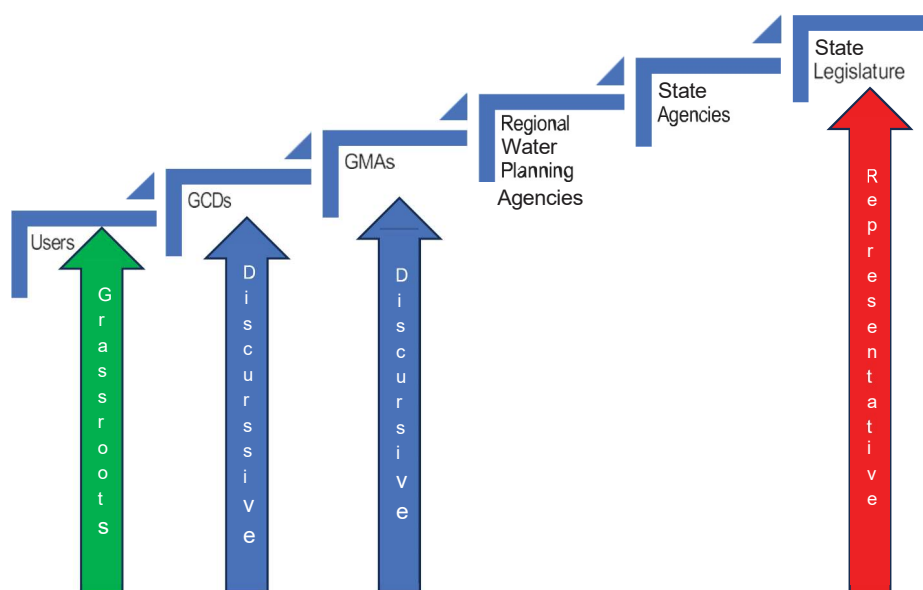 State
Legislature
State
Agencies
Regional
Water
Planning
Agencies
GMAs
GCDs
Users
Grassroots
Discurssive
Discursive
Representative